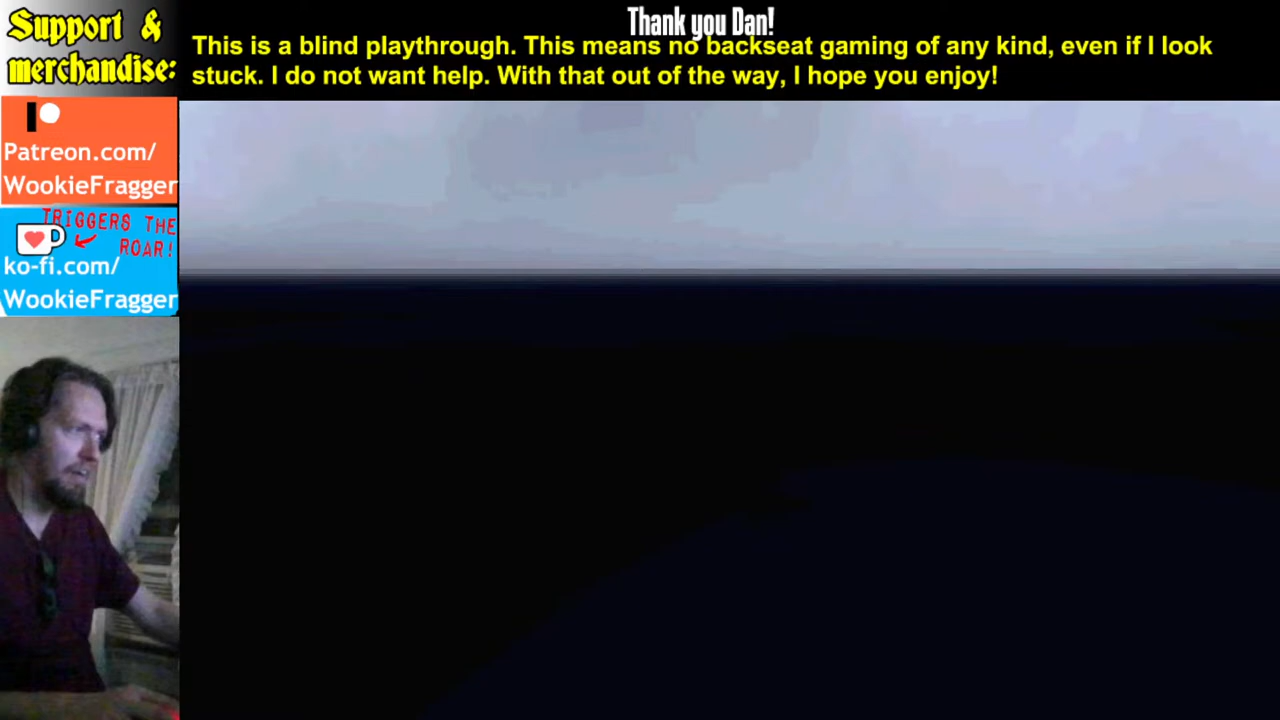 Support &
merchandise:
Thank you Dan!
This is a blind playthrough. This means no backseat gaming of any kind, even if I look
stuck. I do not want help. With that out of the way, I hope you enjoy!
Patreon.com/
WookieFragger
TRIGGERS THE
ROAR!
ko-fi.com/
WookieFragger